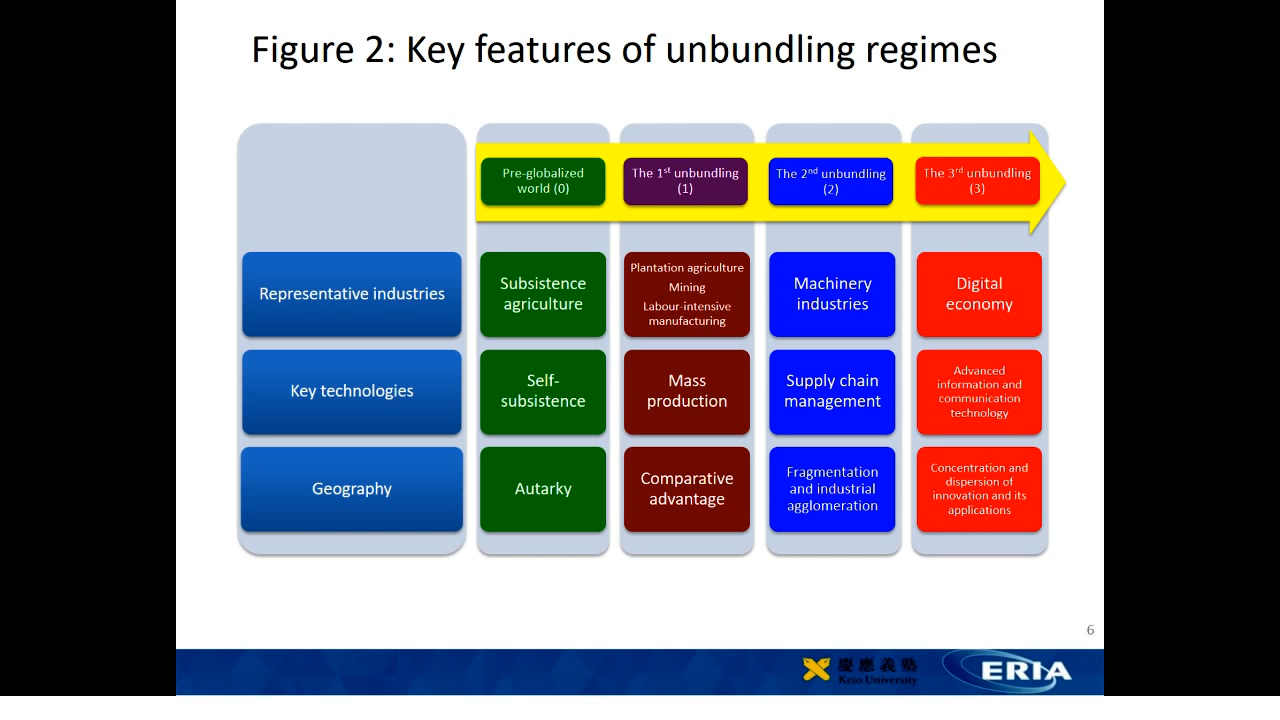 Figure 2: Key features of unbundling regimes
Pre-globalized
world (0)
The 1st unbundling
(1)
The 2nd unbundling
(2)
The 3rd unbundling
(3)
Representative industries
Subsistence
agriculture
Plantation agriculture
Mining
Labour-intensive
manufacturing
Machinery
industries
Digital
economy
Key technologies
Self-
subsistence
Mass
production
Supply chain
management
Advanced
information and
communication
technology
Geography
Autarky
Comparative
advantage
Fragmentation
and industrial
agglomeration
Concentration and
dispersion of
innovation and its
applications
6
慶應義塾
Keio University
ERIA